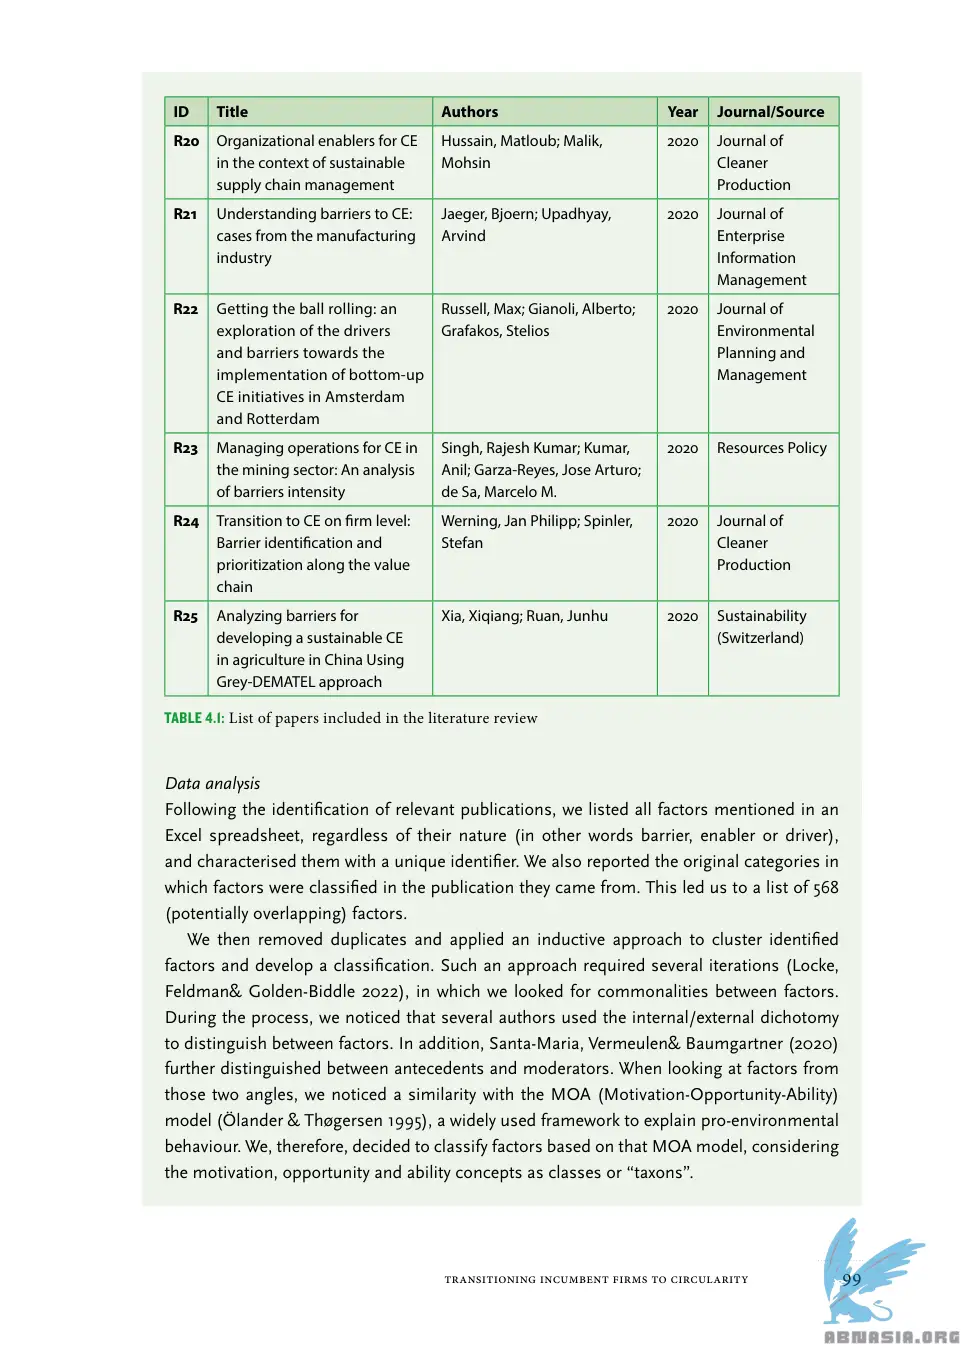 ID Title Authors Year Journal/Source
R20 Organizational enablers for CE Hussain, Matloub; Malik, 2020 Journal of
in the context of sustainable Mohsin Cleaner
supply chain management Production
R21 Understanding barriers to CE: Jaeger, Bjoern; Upadhyay, 2020 Journal of
cases from the manufacturing Arvind Enterprise
industry Information
Management
R22 Getting the ball rolling: an Russell, Max; Gianoli, Alberto; 2020 Journal of
exploration of the drivers Grafakos, Stelios Environmental
and barriers towards the Planning and
implementation of bottom-up Management
CE initiatives in Amsterdam
and Rotterdam
R23 Managing operations for CE in Singh, Rajesh Kumar; Kumar, 2020 Resources Policy
the mining sector: An analysis Anil; Garza-Reyes, Jose Arturo;
of barriers intensity de Sa, Marcelo M.
R24 Transition to CE on firm level: Werning, Jan Philipp; Spinler, 2020 Journal of
Barrier identification and Stefan Cleaner
prioritization along the value Production
chain
R25 Analyzing barriers for Xia, Xiqiang; Ruan, Junhu 2020 Sustainability
developing a sustainable CE (Switzerland)
in agriculture in China Using
Grey-DEMATEL approach
TABLE 4.1: List of papers included in the literature review
Data analysis
Following the identification of relevant publications, we listed all factors mentioned in an
Excel spreadsheet, regardless of their nature (in other words barrier, enabler or driver),
and characterised them with a unique identifier. We also reported the original categories in
which factors were classified in the publication they came from. This led us to a list of 568
(potentially overlapping) factors.
We then removed duplicates and applied an inductive approach to cluster identified
factors and develop a classification. Such an approach required several iterations (Locke,
Feldman& Golden-Biddle 2022), in which we looked for commonalities between factors.
During the process, we noticed that several authors used the internal/external dichotomy
to distinguish between factors. In addition, Santa-Maria, Vermeulen& Baumgartner (2020)
further distinguished between antecedents and moderators. When looking at factors from
those two angles, we noticed a similarity with the MOA (Motivation-Opportunity-Ability)
model (Ölander & Thøgersen 1995), a widely used framework to explain pro-environmental
behaviour. We, therefore, decided to classify factors based on that MOA model, considering
the motivation, opportunity and ability concepts as classes or “taxons”.
TRANSITIONING INCUMBENT FIRMS TO CIRCULARITY 99
ABNASIA.ORG